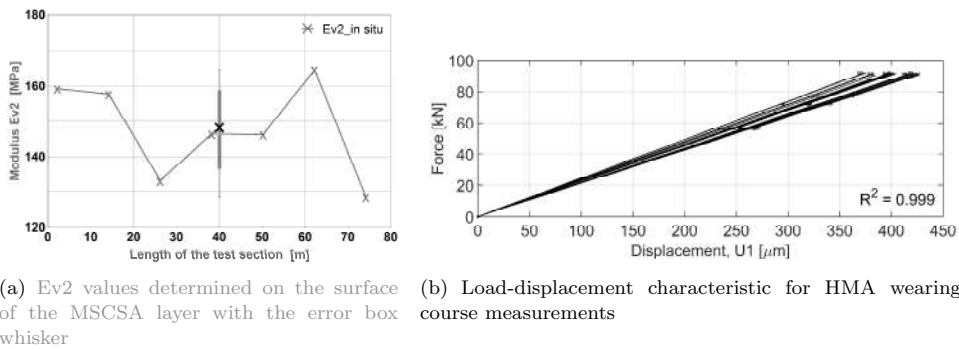 180
160
140
120
0
10
20
30
40
50
60
70
80
Modulus Ev2 [MPa]
Length of the test section [m]
Ev2_in situ
100
80
60
40
20
0
0
50
100
150
200
250
300
350
400
450
Force [kN]
Displacement, U1 [μm]
R² = 0.999
(a) Ev2 values determined on the surface
of the MSCSA layer with the error box
whisker
(b) Load-displacement characteristic for HMA wearing
course measurements